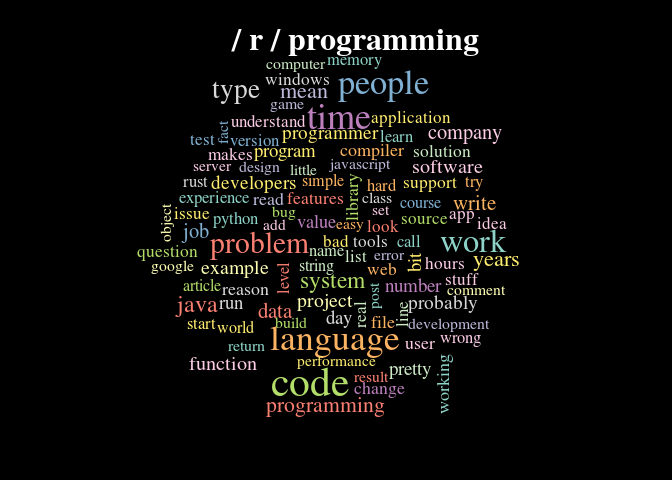 / r / programming
computer memory
windows
type mean people
game
time application
understand
fact
test version programmer learn company
makes program compiler solution
server design little javascript software
rust developers simple hard support try
library
experience read features class course write
object
issue python bug add value easy set look source app idea
job
problem name bad tools call work
question list error years
google example string web bit hours
level
article reason system number stuff
post
comment
java run data project real probably
day file line
start world build development
language user wrong
return
function performance pretty
code result change working
programming